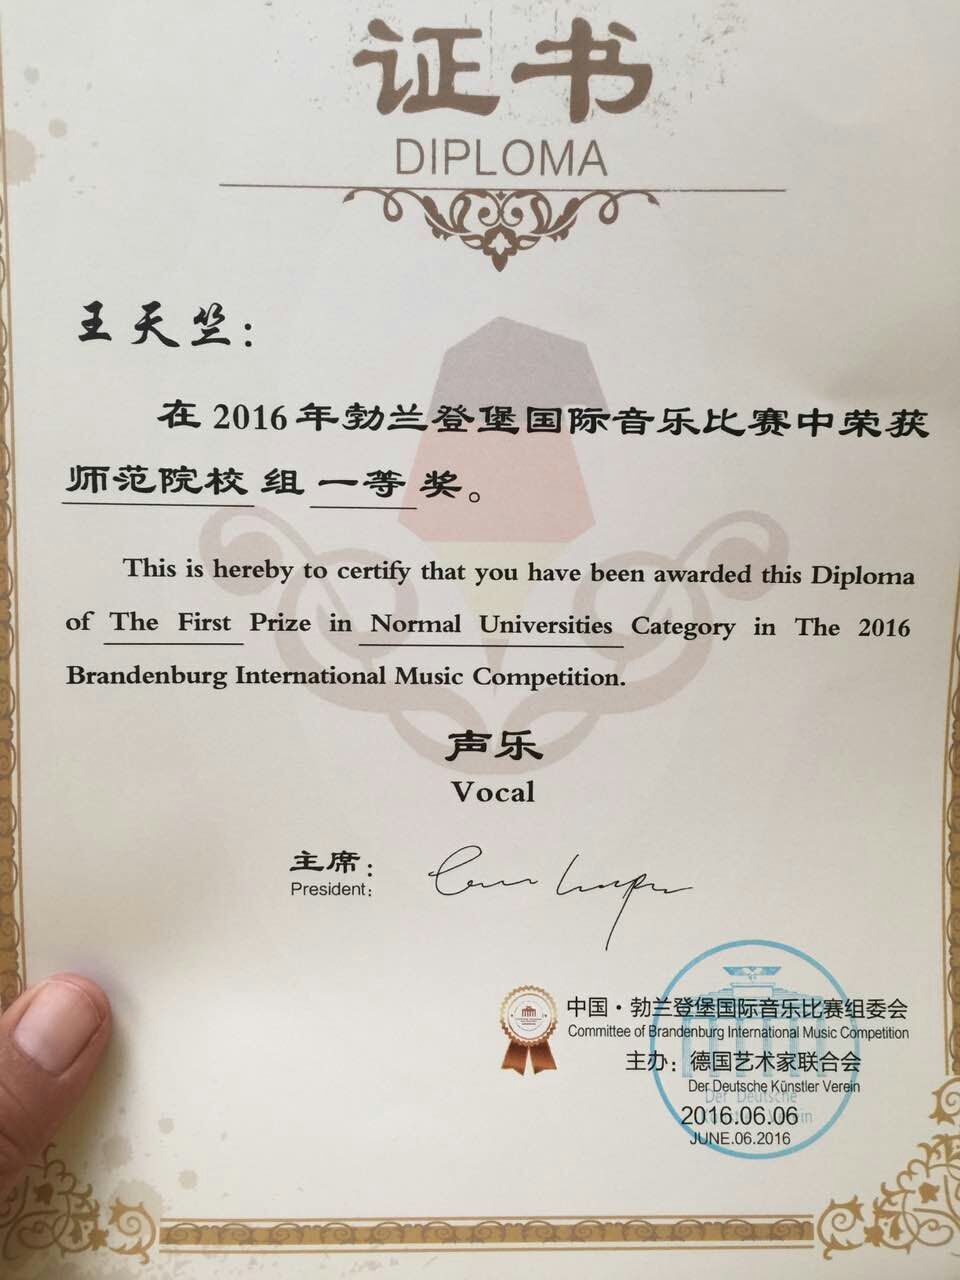 证书
DIPLOMA
王天竺：
在2016年勃兰登堡国际音乐比赛中荣获
师范院校 组 一等 奖。
This is hereby to certify that you have been awarded this Diploma
of The First Prize in Normal Universities Category in The 2016
Brandenburg International Music Competition.
声乐
Vocal
主席：
President:
中国·勃兰登堡国际音乐比赛组委会
Committee of Brandenburg International Music Competition
主办：德国艺术家联合会
Der Deutsche Künstler Verein
Der Deutsche
2016.06.06
JUNE.06.2016